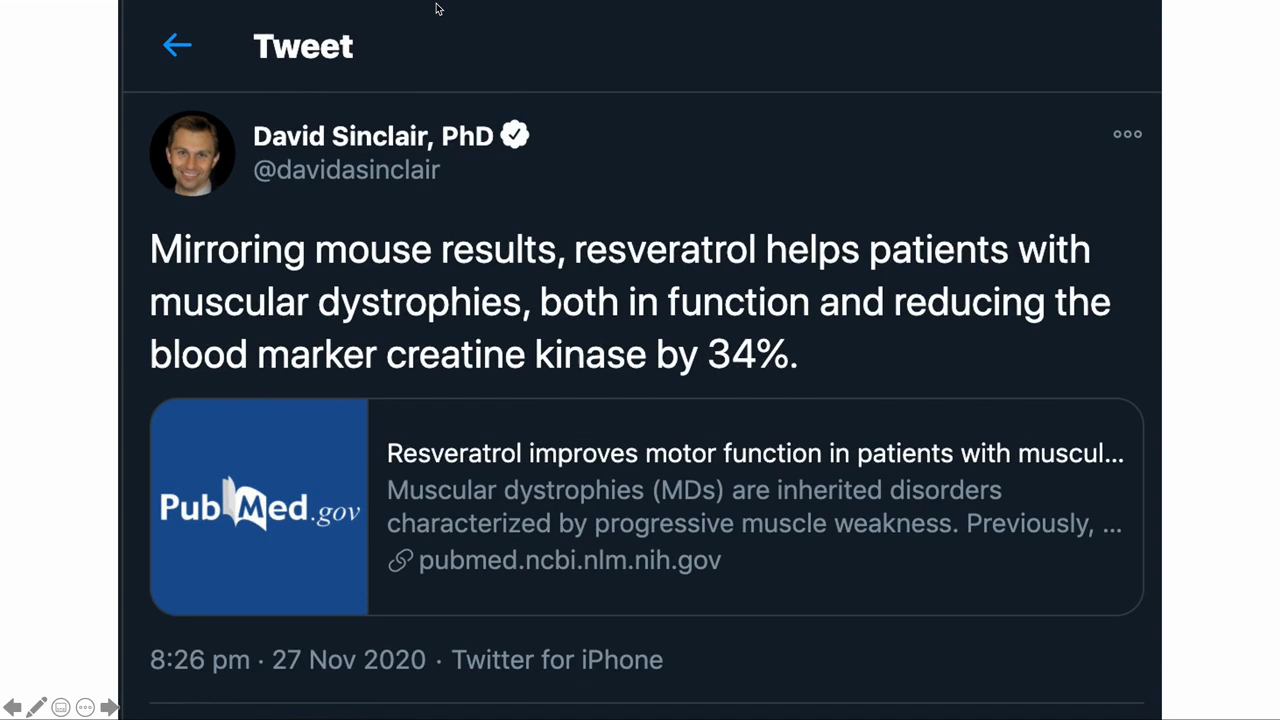 Tweet
David Sinclair, PhD
@davidasinclair
Mirroring mouse results, resveratrol helps patients with
muscular dystrophies, both in function and reducing the
blood marker creatine kinase by 34%.
PubMed.gov
Resveratrol improves motor function in patients with muscul...
Muscular dystrophies (MDs) are inherited disorders
characterized by progressive muscle weakness. Previously, ...
pubmed.ncbi.nlm.nih.gov
8:26 pm · 27 Nov 2020 · Twitter for iPhone